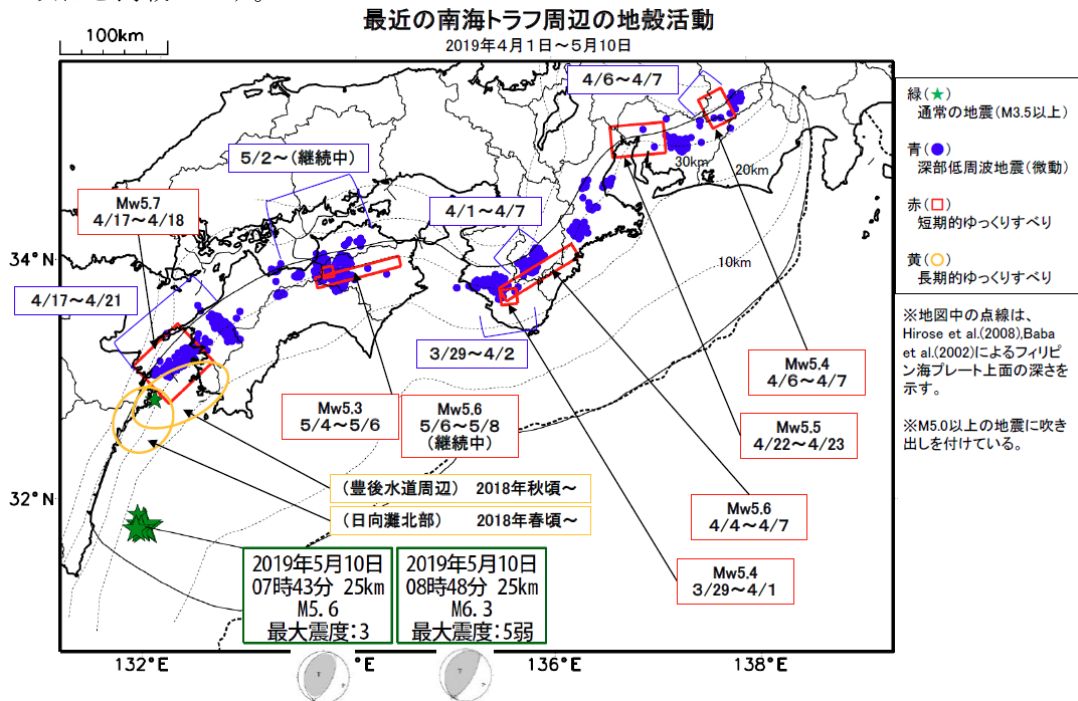 最近の南海トラフ周辺の地殻活動
2019年4月1日～5月10日
100km
4/6～4/7
5/2～(継続中)
Mw5.7
4/17～4/18
4/1～4/7
4/17～4/21
3/29～4/2
30km
20km
10km
34°N
32°N
Mw5.3
5/4～5/6
Mw5.6
5/6～5/8
(継続中)
Mw5.4
4/6～4/7
Mw5.5
4/22～4/23
Mw5.6
4/4～4/7
Mw5.4
3/29～4/1
(豊後水道周辺) 2018年秋頃～
(日向灘北部) 2018年春頃～
2019年5月10日
07時43分 25km
M5.6
最大震度:3
2019年5月10日
08時48分 25km
M6.3
最大震度:5弱
132°E
°E
136°E
138°E
T
T
緑(★)
通常の地震(M3.5以上)
青(●)
深部低周波地震(微動)
赤(□)
短期的ゆっくりすべり
黄(○)
長期的ゆっくりすべり
※地図中の点線は、
Hirose et al.(2008),Baba
et al.(2002)によるフィリピ
ン海プレート上面の深さを
示す。
※M5.0以上の地震に吹き
出しを付けている。